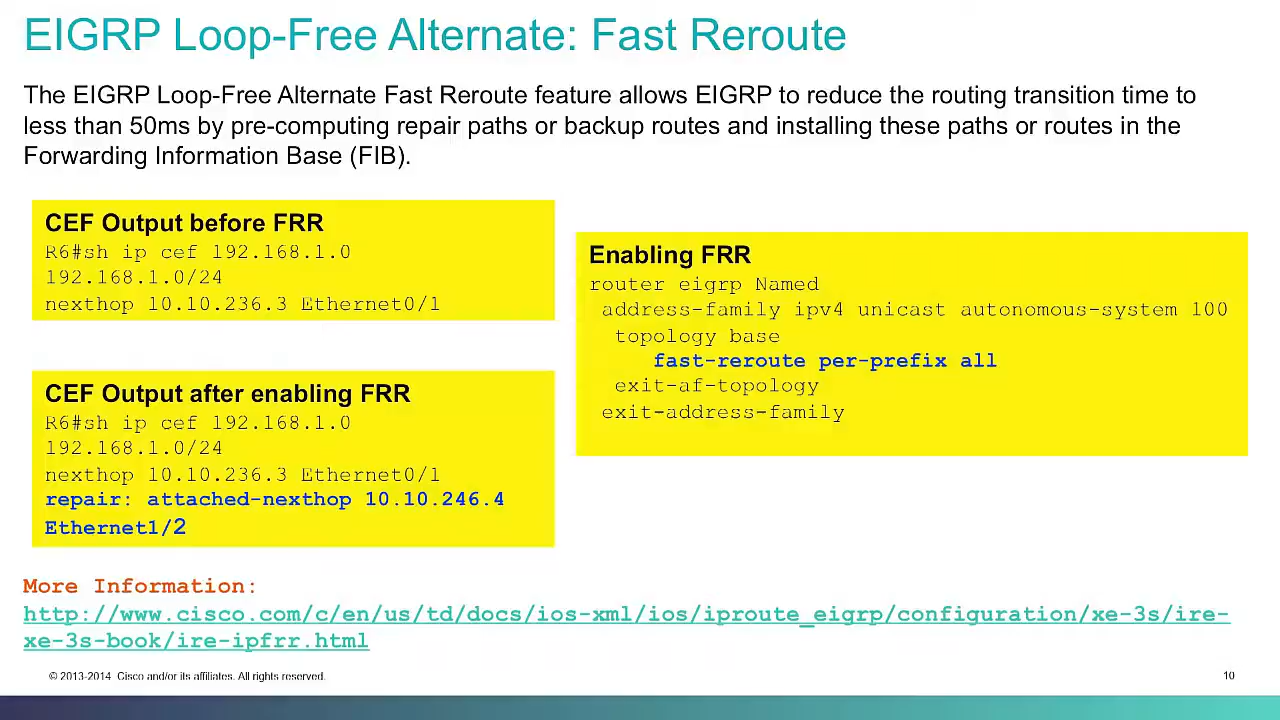 EIGRP Loop-Free Alternate: Fast Reroute
The EIGRP Loop-Free Alternate Fast Reroute feature allows EIGRP to reduce the routing transition time to
less than 50ms by pre-computing repair paths or backup routes and installing these paths or routes in the
Forwarding Information Base (FIB).
CEF Output before FRR
R6#sh ip cef 192.168.1.0
192.168.1.0/24
nexthop 10.10.236.3 Ethernet0/1
CEF Output after enabling FRR
R6#sh ip cef 192.168.1.0
192.168.1.0/24
nexthop 10.10.236.3 Ethernet0/1
repair: attached-nexthop 10.10.246.4
Ethernet1/2
Enabling FRR
router eigrp Named
address-family ipv4 unicast autonomous-system 100
topology base
fast-reroute per-prefix all
exit-af-topology
exit-address-family
More Information:
http://www.cisco.com/c/en/us/td/docs/ios-xml/ios/iproute_eigrp/configuration/xe-3s/ire-
xe-3s-book/ire-ipfrr.html
© 2013-2014 Cisco and/or its affiliates. All rights reserved.
10